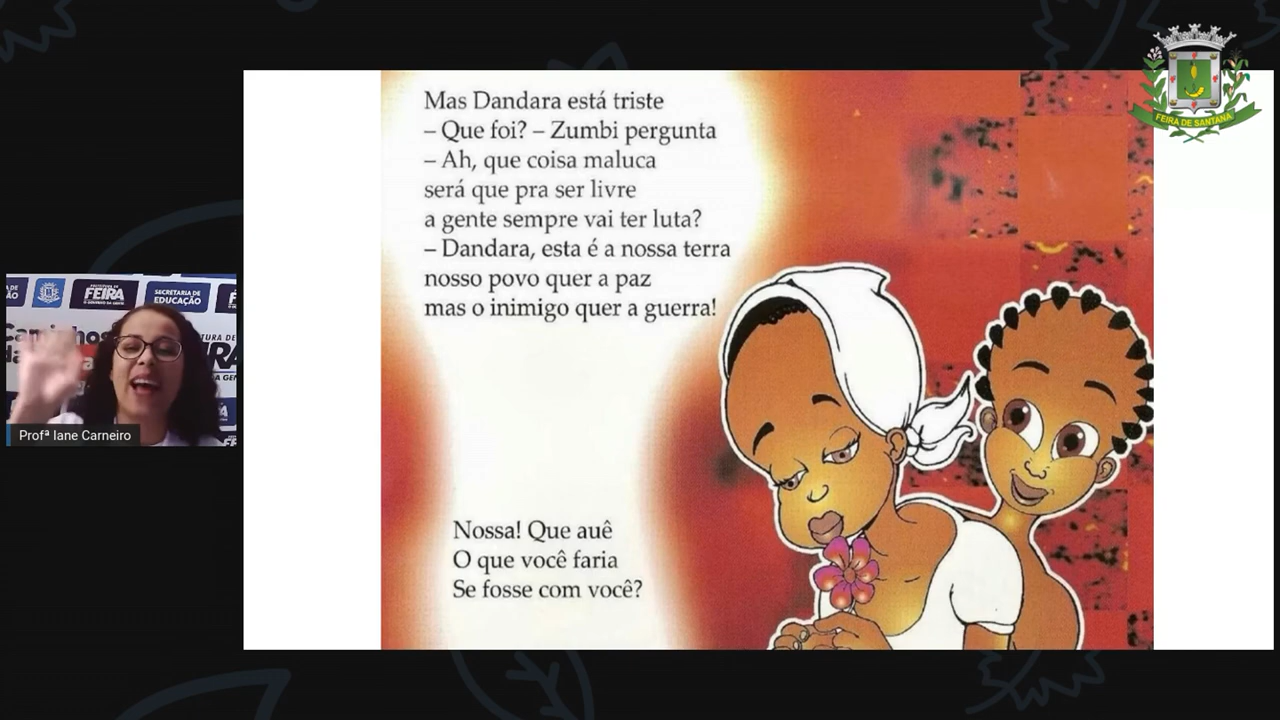 Mas Dandara está triste
– Que foi? – Zumbi pergunta
– Ah, que coisa maluca
será que pra ser livre
a gente sempre vai ter luta?
– Dandara, esta é a nossa terra
nosso povo quer a paz
mas o inimigo quer a guerra!
Nossa! Que auê
O que você faria
Se fosse com você?
FEIRA DE SANTANA
FEIRA
SECRETARIA DE
EDUCAÇÃO
Profª Iane Carneiro